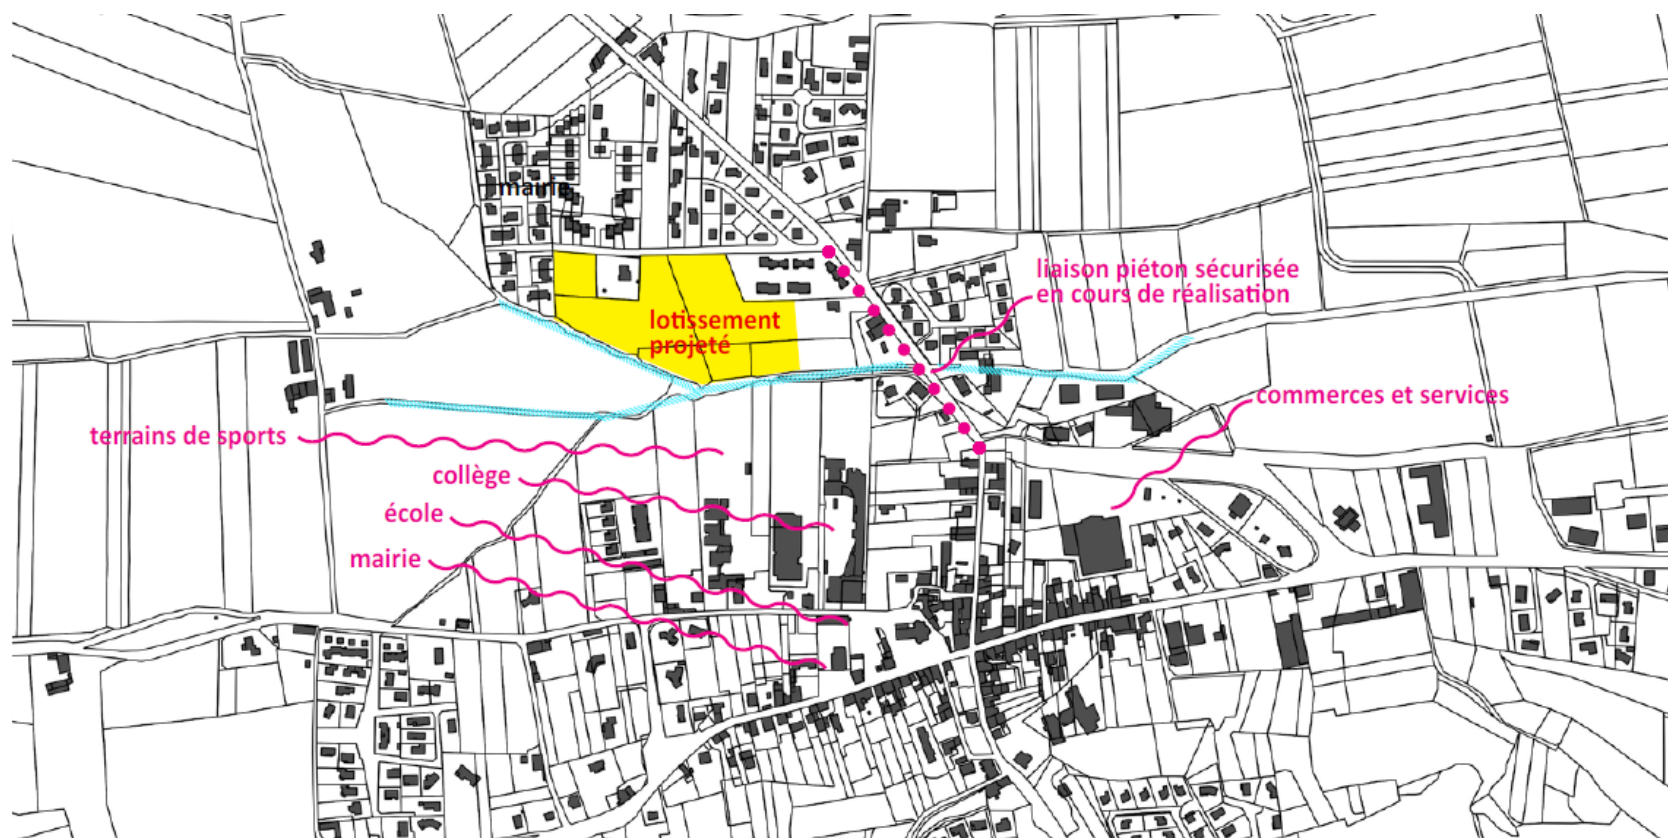 mairie
liaison piéton sécurisée
en cours de réalisation
lotissement
projeté
commerces et services
terrains de sports
collège
école
mairie